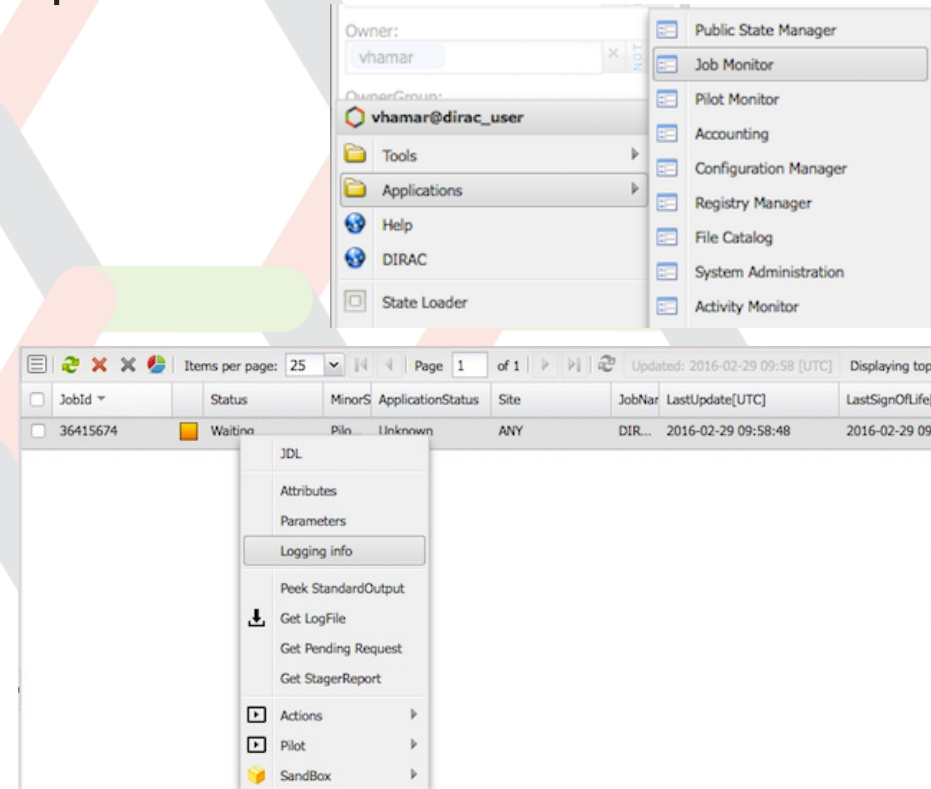 Owner:
vhamar
NOT
OwnerGroup:
vhamar@dirac_user
Tools
Applications
Help
DIRAC
State Loader
Public State Manager
Job Monitor
Pilot Monitor
Accounting
Configuration Manager
Registry Manager
File Catalog
System Administration
Activity Monitor
Items per page: 25 Page 1 of 1 Updated: 2016-02-29 09:58 [UTC] Displaying top
JobId Status MinorS ApplicationStatus Site JobNar LastUpdate[UTC] LastSignOfLife[
36415674 Waiting Pilo... Unknown ANY DIR... 2016-02-29 09:58:48 2016-02-29 09
JDL
Attributes
Parameters
Logging info
Peek StandardOutput
Get LogFile
Get Pending Request
Get StagerReport
Actions
Pilot
SandBox